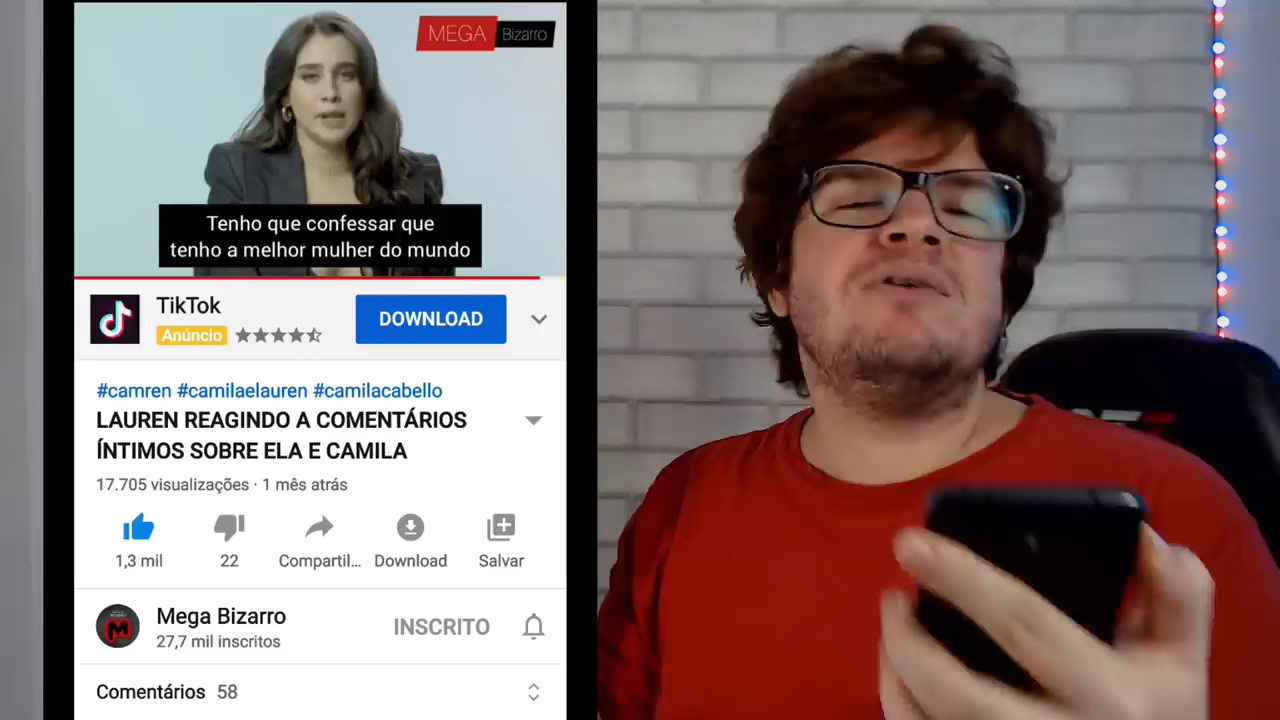 MEGA Bizarro
Tenho que confessar que
tenho a melhor mulher do mundo
TikTok
Anúncio
DOWNLOAD
#camren #camilaelauren #camilacabello
LAUREN REAGINDO A COMENTÁRIOS
ÍNTIMOS SOBRE ELA E CAMILA
17.705 visualizações · 1 mês atrás
1,3 mil
22
Compartil...
Download
Salvar
Mega Bizarro
27,7 mil inscritos
INSCRITO
Comentários 58